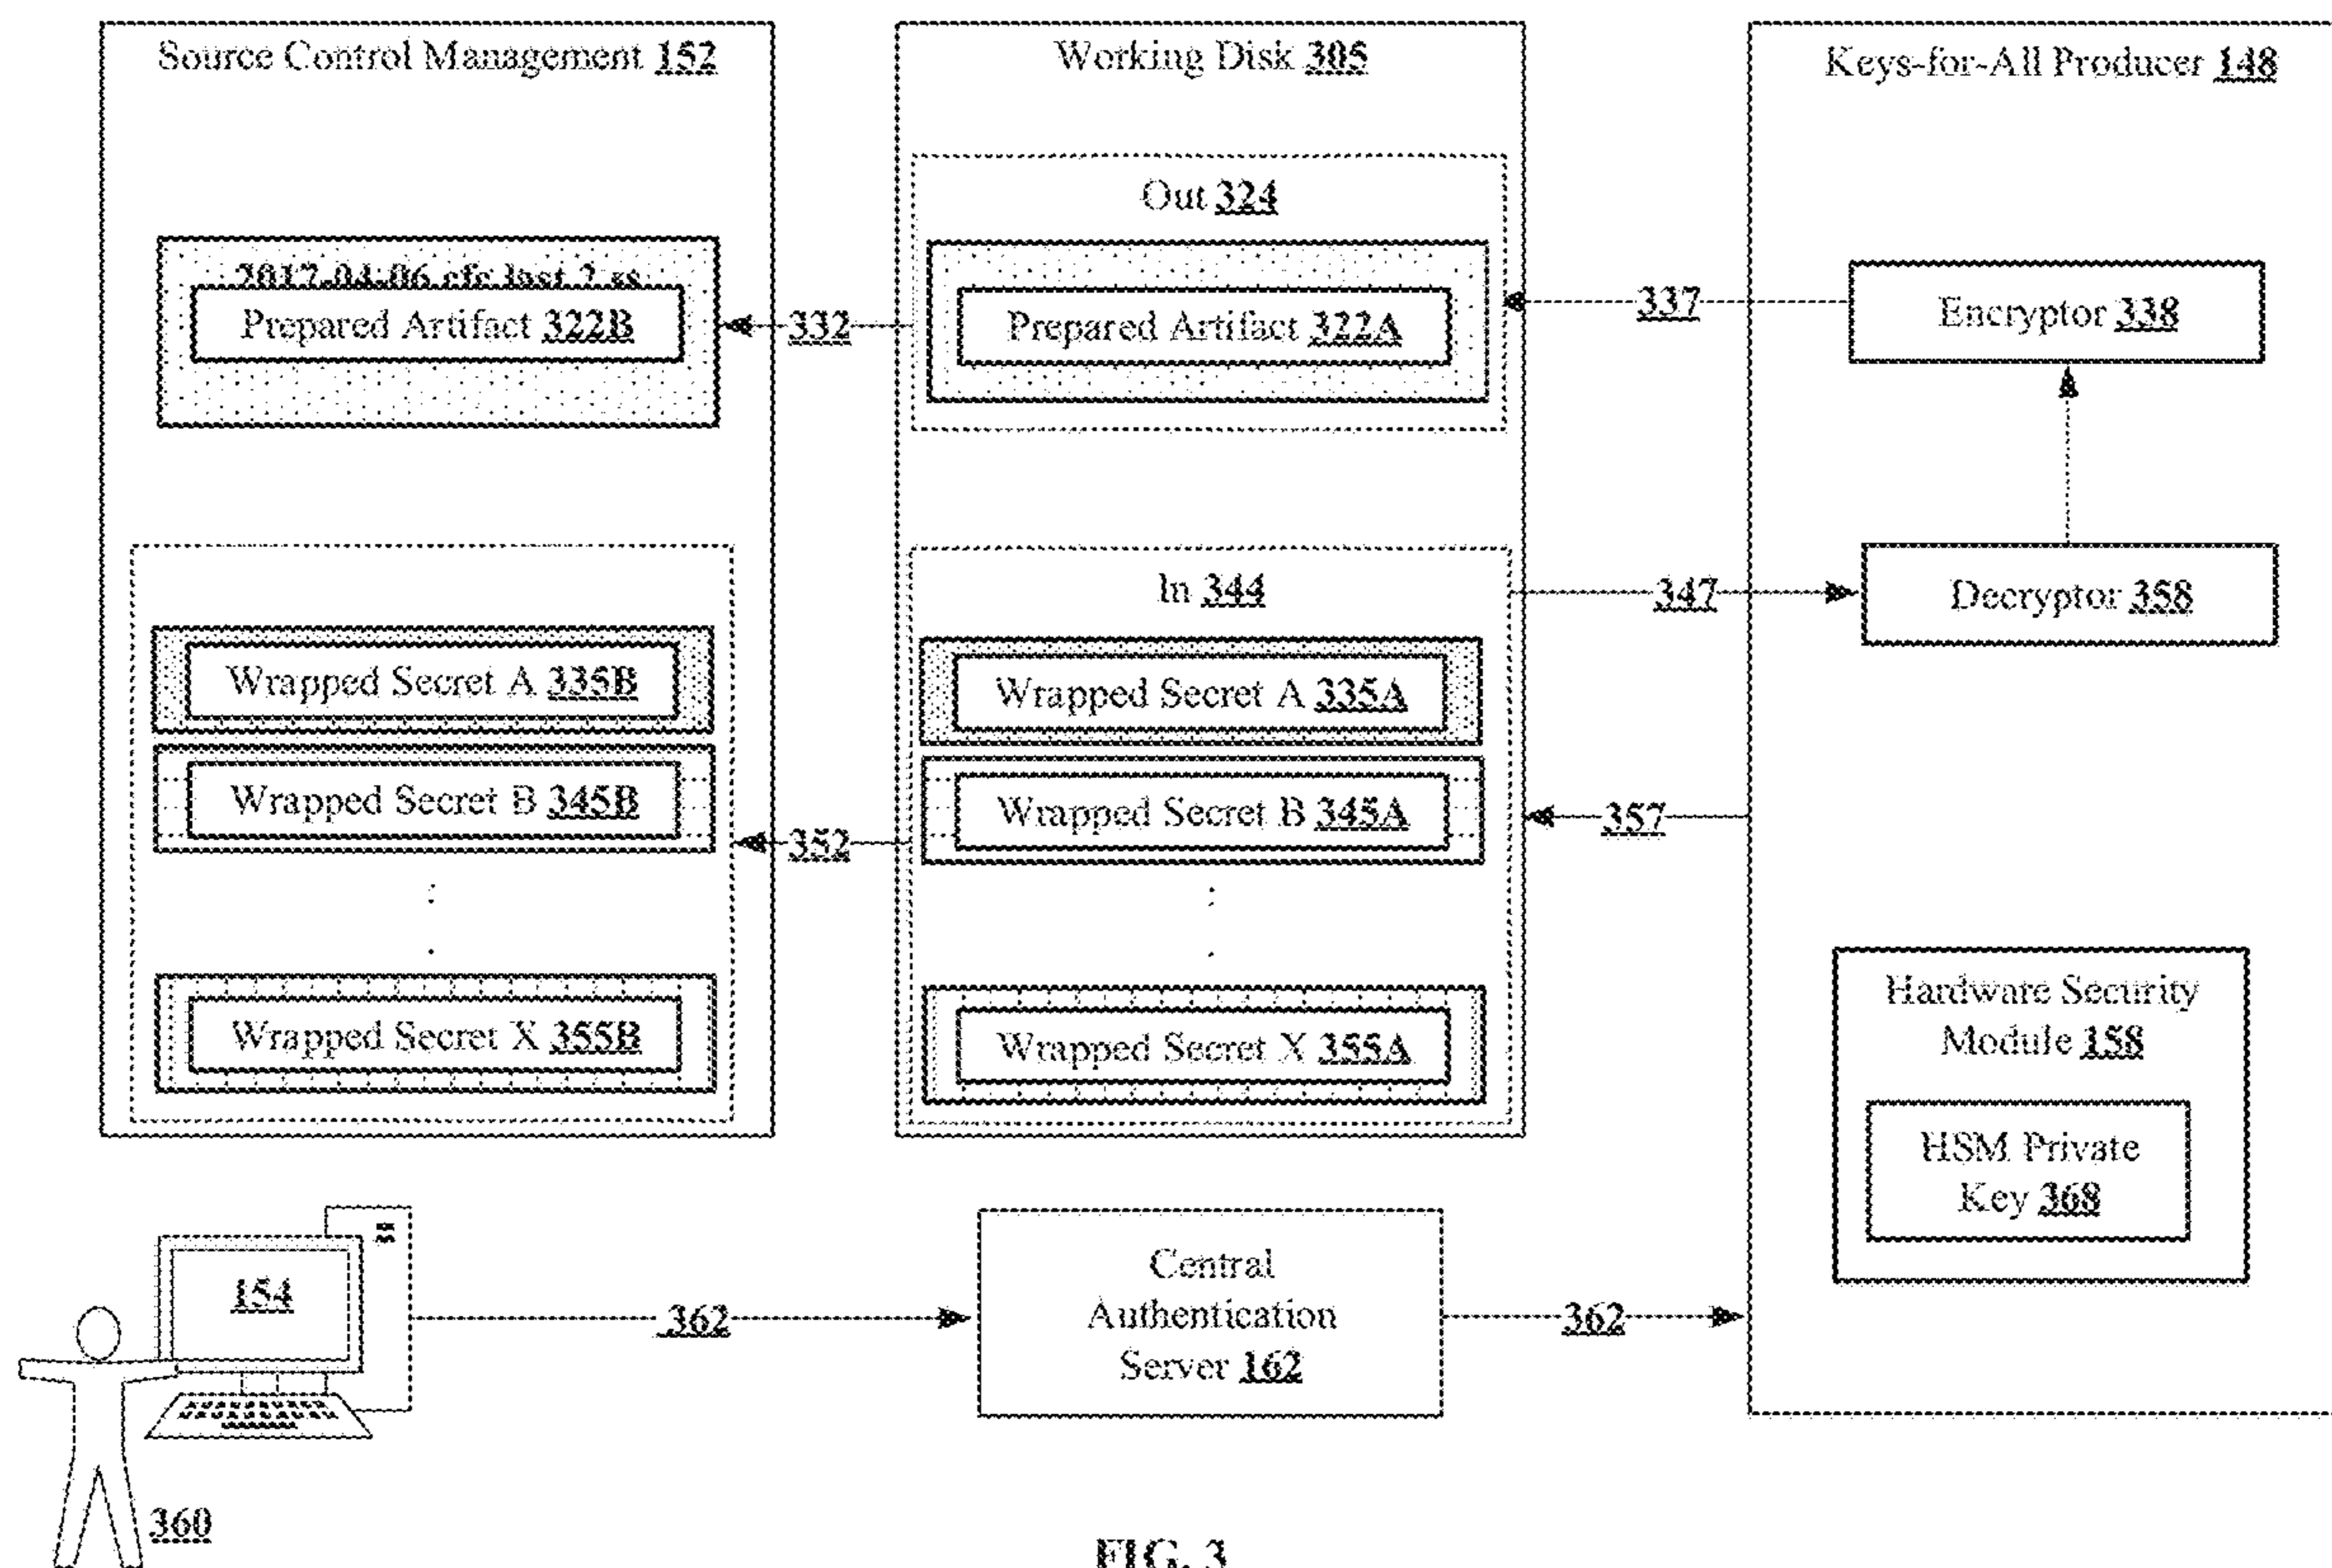 Source Control Management 152
Working Disk 305
Keys-for-All Producer 148
Out 324
Prepared Artifact 322B
332
Prepared Artifact 322A
337
Encryptor 338
In 344
347
Decryptor 358
Wrapped Secret A 335B
Wrapped Secret A 335A
Wrapped Secret B 345B
352
Wrapped Secret B 345A
357
Wrapped Secret X 355B
Wrapped Secret X 355A
Hardware Security
Module 158
HSM Private
Key 368
154
362
Central
Authentication
Server 162
362
360
FIG. 3